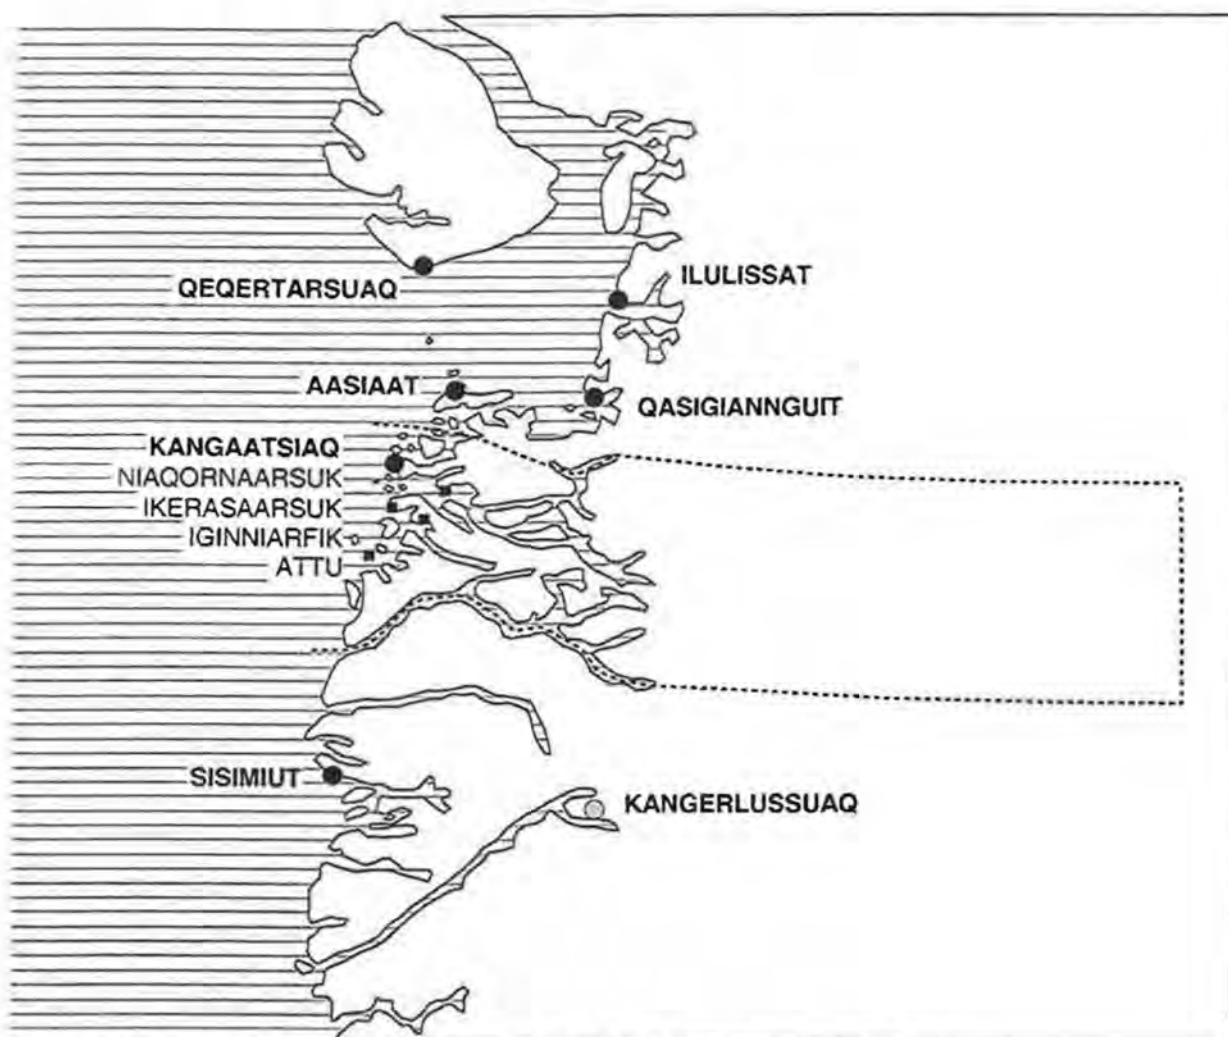 QEQERTARSUAQ
ILULISSAT
AASIAAT
QASIGIANNGUIT
KANGAATSIAQ
NIAQORNAARSUK
IKERASAARSUK
IGINNIARFIK
ATTU
SISIMIUT
KANGERLUSSUAQ